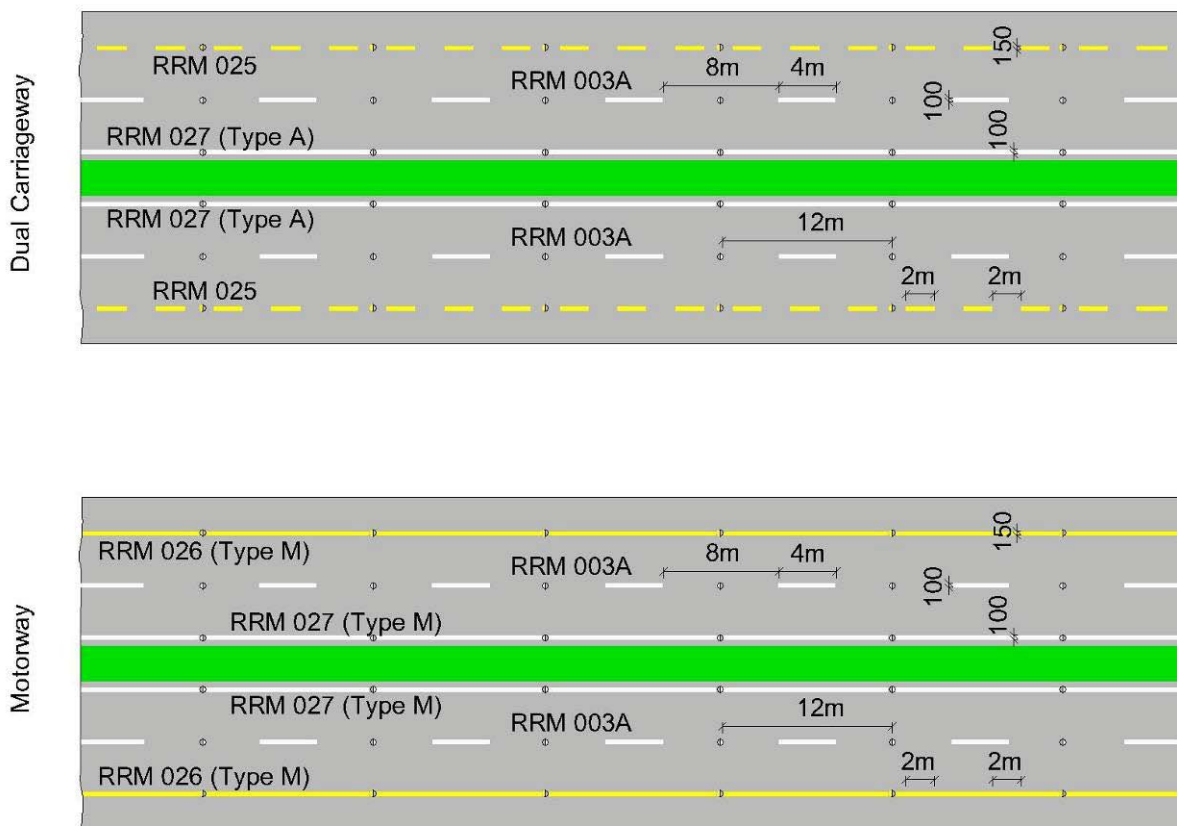 Dual Carriageway
RRM 025
RRM 003A
8m
4m
150
100
RRM 027 (Type A)
100
RRM 027 (Type A)
RRM 003A
12m
RRM 025
2m
2m
Motorway
RRM 026 (Type M)
RRM 003A
8m
4m
150
100
RRM 027 (Type M)
100
RRM 027 (Type M)
RRM 003A
12m
RRM 026 (Type M)
2m
2m